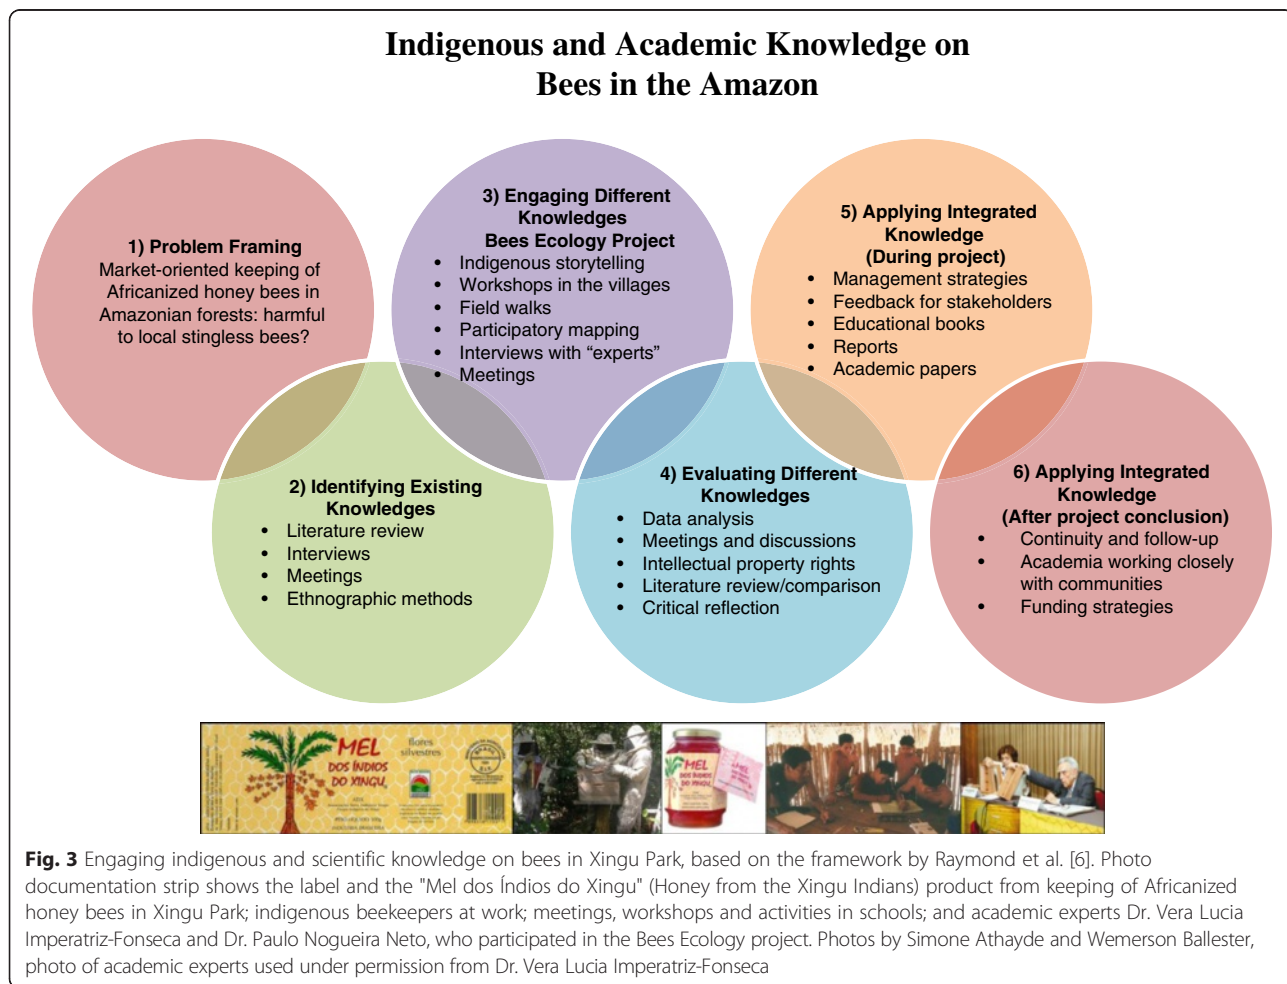 Indigenous and Academic Knowledge on
Bees in the Amazon
1) Problem Framing
Market-oriented keeping of
Africanized honey bees in
Amazonian forests: harmful
to local stingless bees?
3) Engaging Different
Knowledges
Bees Ecology Project
• Indigenous storytelling
• Workshops in the villages
• Field walks
• Participatory mapping
• Interviews with “experts”
• Meetings
5) Applying Integrated
Knowledge
(During project)
• Management strategies
• Feedback for stakeholders
• Educational books
• Reports
• Academic papers
2) Identifying Existing
Knowledges
• Literature review
• Interviews
• Meetings
• Ethnographic methods
4) Evaluating Different
Knowledges
• Data analysis
• Meetings and discussions
• Intellectual property rights
• Literature review/comparison
• Critical reflection
6) Applying Integrated
Knowledge
(After project conclusion)
• Continuity and follow-up
• Academia working closely
with communities
• Funding strategies
MEL
DOS ÍNDIOS
DO XINGU
flores
silvestres
MEL
DOS ÍNDIOS
DO XINGU
MEL
Fig. 3 Engaging indigenous and scientific knowledge on bees in Xingu Park, based on the framework by Raymond et al. [6]. Photo
documentation strip shows the label and the "Mel dos Índios do Xingu" (Honey from the Xingu Indians) product from keeping of Africanized
honey bees in Xingu Park; indigenous beekeepers at work; meetings, workshops and activities in schools; and academic experts Dr. Vera Lucia
Imperatriz-Fonseca and Dr. Paulo Nogueira Neto, who participated in the Bees Ecology project. Photos by Simone Athayde and Wemerson Ballester,
photo of academic experts used under permission from Dr. Vera Lucia Imperatriz-Fonseca